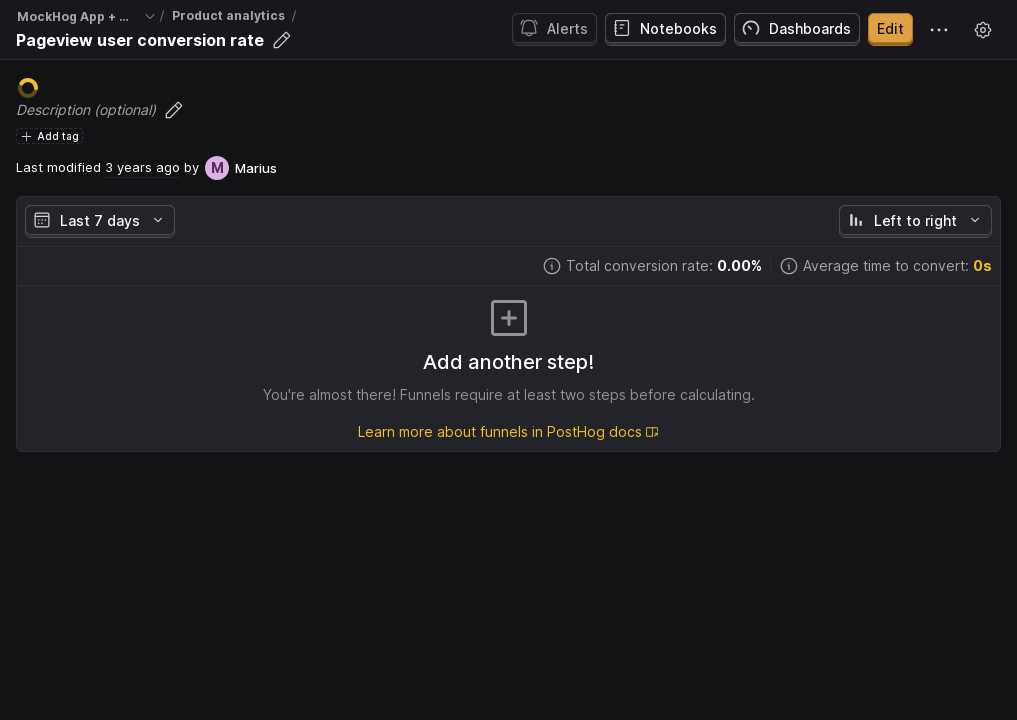 MockHog App + ... / Product analytics /
Pageview user conversion rate
Alerts
Notebooks
Dashboards
Edit
Description (optional)
Add tag
Last modified 3 years ago by M Marius
Last 7 days
Left to right
Total conversion rate: 0.00%
Average time to convert: 0s
Add another step!
You're almost there! Funnels require at least two steps before calculating.
Learn more about funnels in PostHog docs